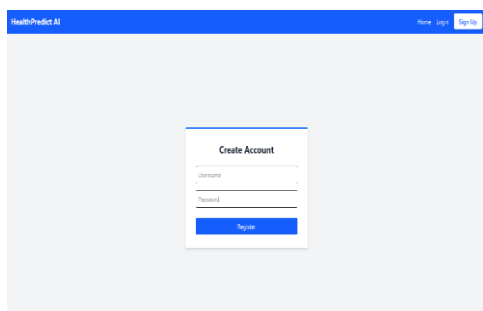 HealthPredict AI
Home Login Sign Up
Create Account
Username
Password
Register